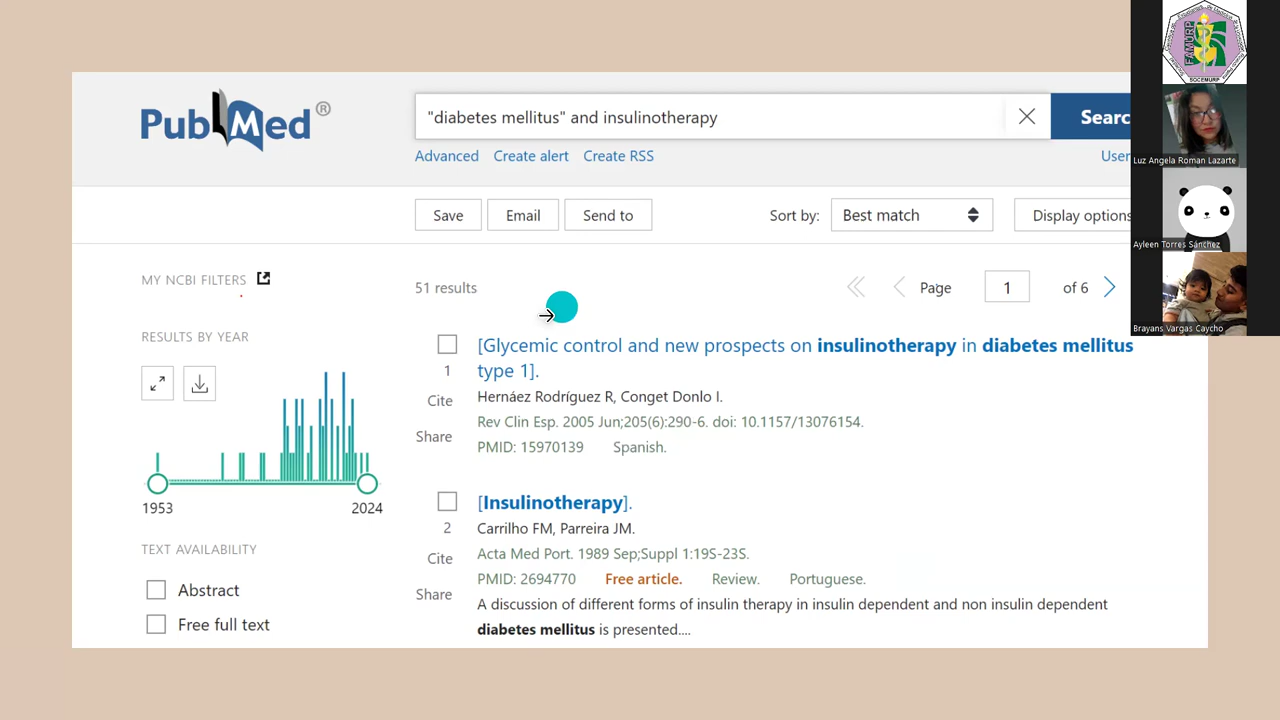 PubMed®
"diabetes mellitus" and insulinotherapy
Searc
Advanced Create alert Create RSS
User
Save Email Send to
Sort by: Best match Display options
MY NCBI FILTERS
51 results
Page 1 of 6
RESULTS BY YEAR
1953 2024
TEXT AVAILABILITY
Abstract
Free full text
[Glycemic control and new prospects on insulinotherapy in diabetes mellitus
type 1].
1
Hernáez Rodríguez R, Conget Donlo I.
Cite
Rev Clin Esp. 2005 Jun;205(6):290-6. doi: 10.1157/13076154.
Share
PMID: 15970139 Spanish.
[Insulinotherapy].
2
Carrilho FM, Parreira JM.
Acta Med Port. 1989 Sep;Suppl 1:19S-23S.
Cite
PMID: 2694770 Free article. Review. Portuguese.
Share
A discussion of different forms of insulin therapy in insulin dependent and non insulin dependent
diabetes mellitus is presented....
FAMURP
SOCEMURP
Luz Angela Roman Lazarte
Ayleen Torres Sánchez
Brayans Vargas Caycho